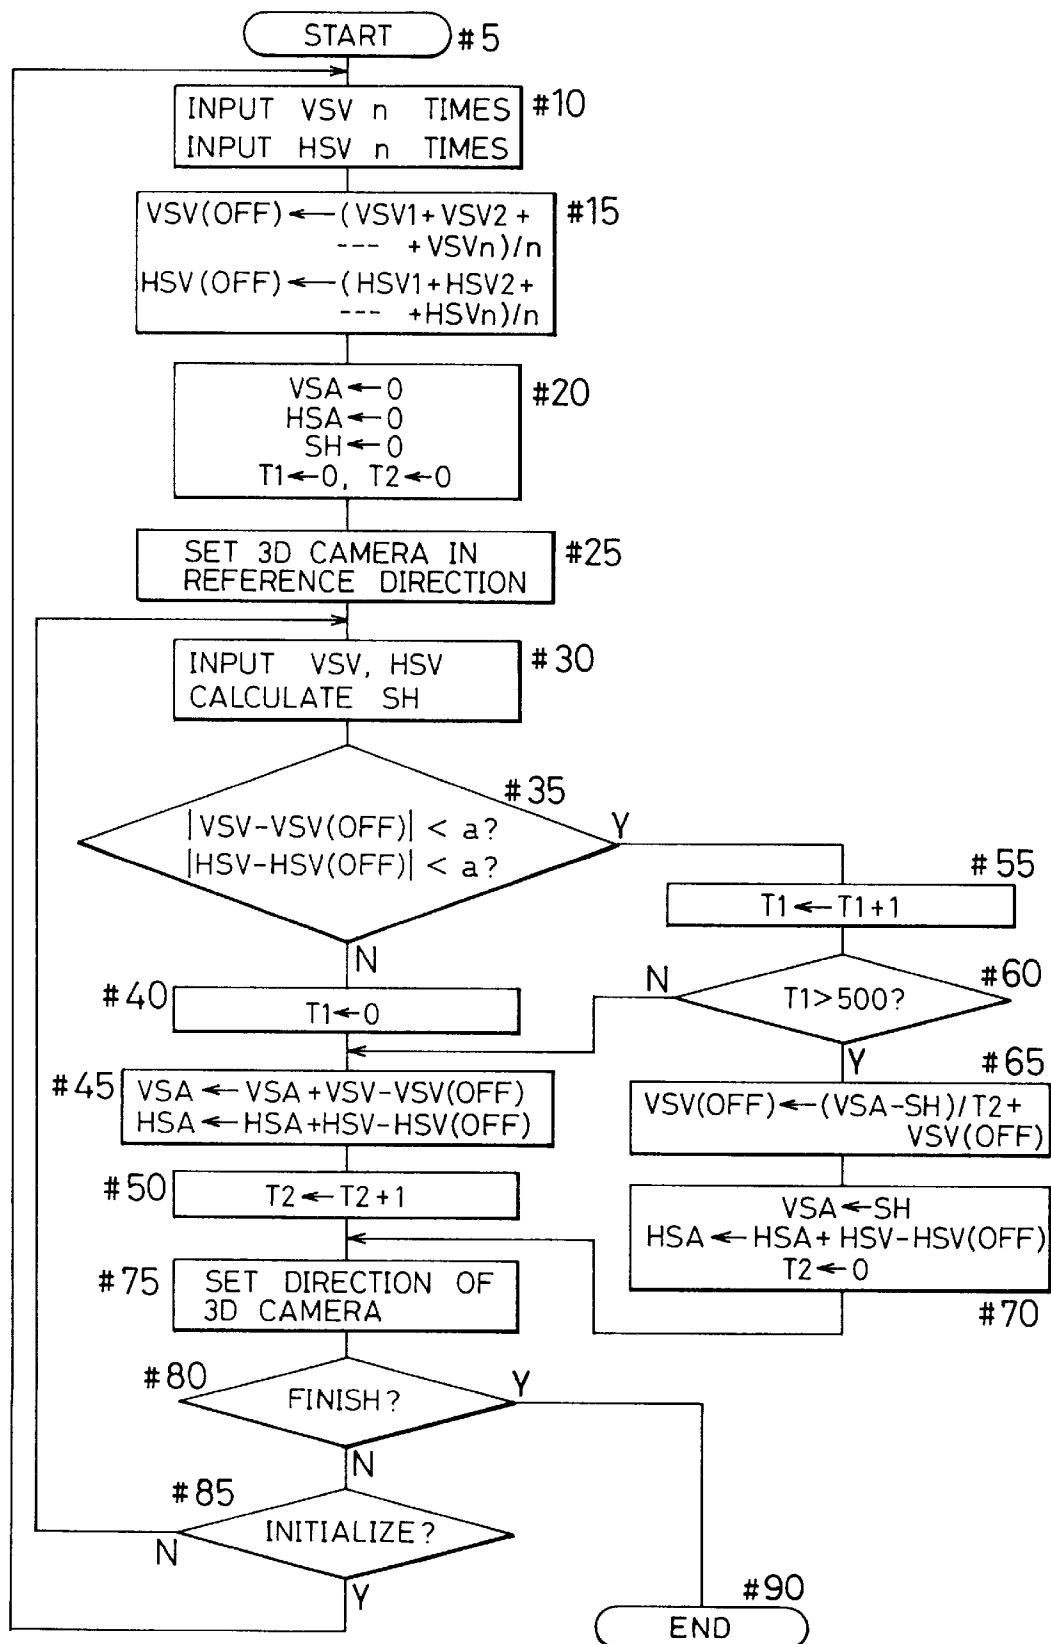 START #5
INPUT VSV n TIMES #10
INPUT HSV n TIMES
VSV(OFF)←(VSV1+VSV2+ #15
--- +VSVn)/n
HSV(OFF)←(HSV1+HSV2+
--- +HSVn)/n
VSA←0 #20
HSA←0
SH←0
T1←0, T2←0
SET 3D CAMERA IN #25
REFERENCE DIRECTION
INPUT VSV, HSV #30
CALCULATE SH
#35
|VSV-VSV(OFF)| < a? Y
|HSV-HSV(OFF)| < a?
N
#55
T1←T1+1
#40
T1←0
#60
T1>500?
N
Y
#45
VSA←VSA+VSV-VSV(OFF)
HSA←HSA+HSV-HSV(OFF)
#65
VSV(OFF)←(VSA-SH)/T2+
VSV(OFF)
#50
T2←T2+1
VSA←SH
HSA←HSA+HSV-HSV(OFF)
T2←0
#70
#75
SET DIRECTION OF
3D CAMERA
#80
FINISH? Y
N
#85
INITIALIZE?
N
Y
#90
END